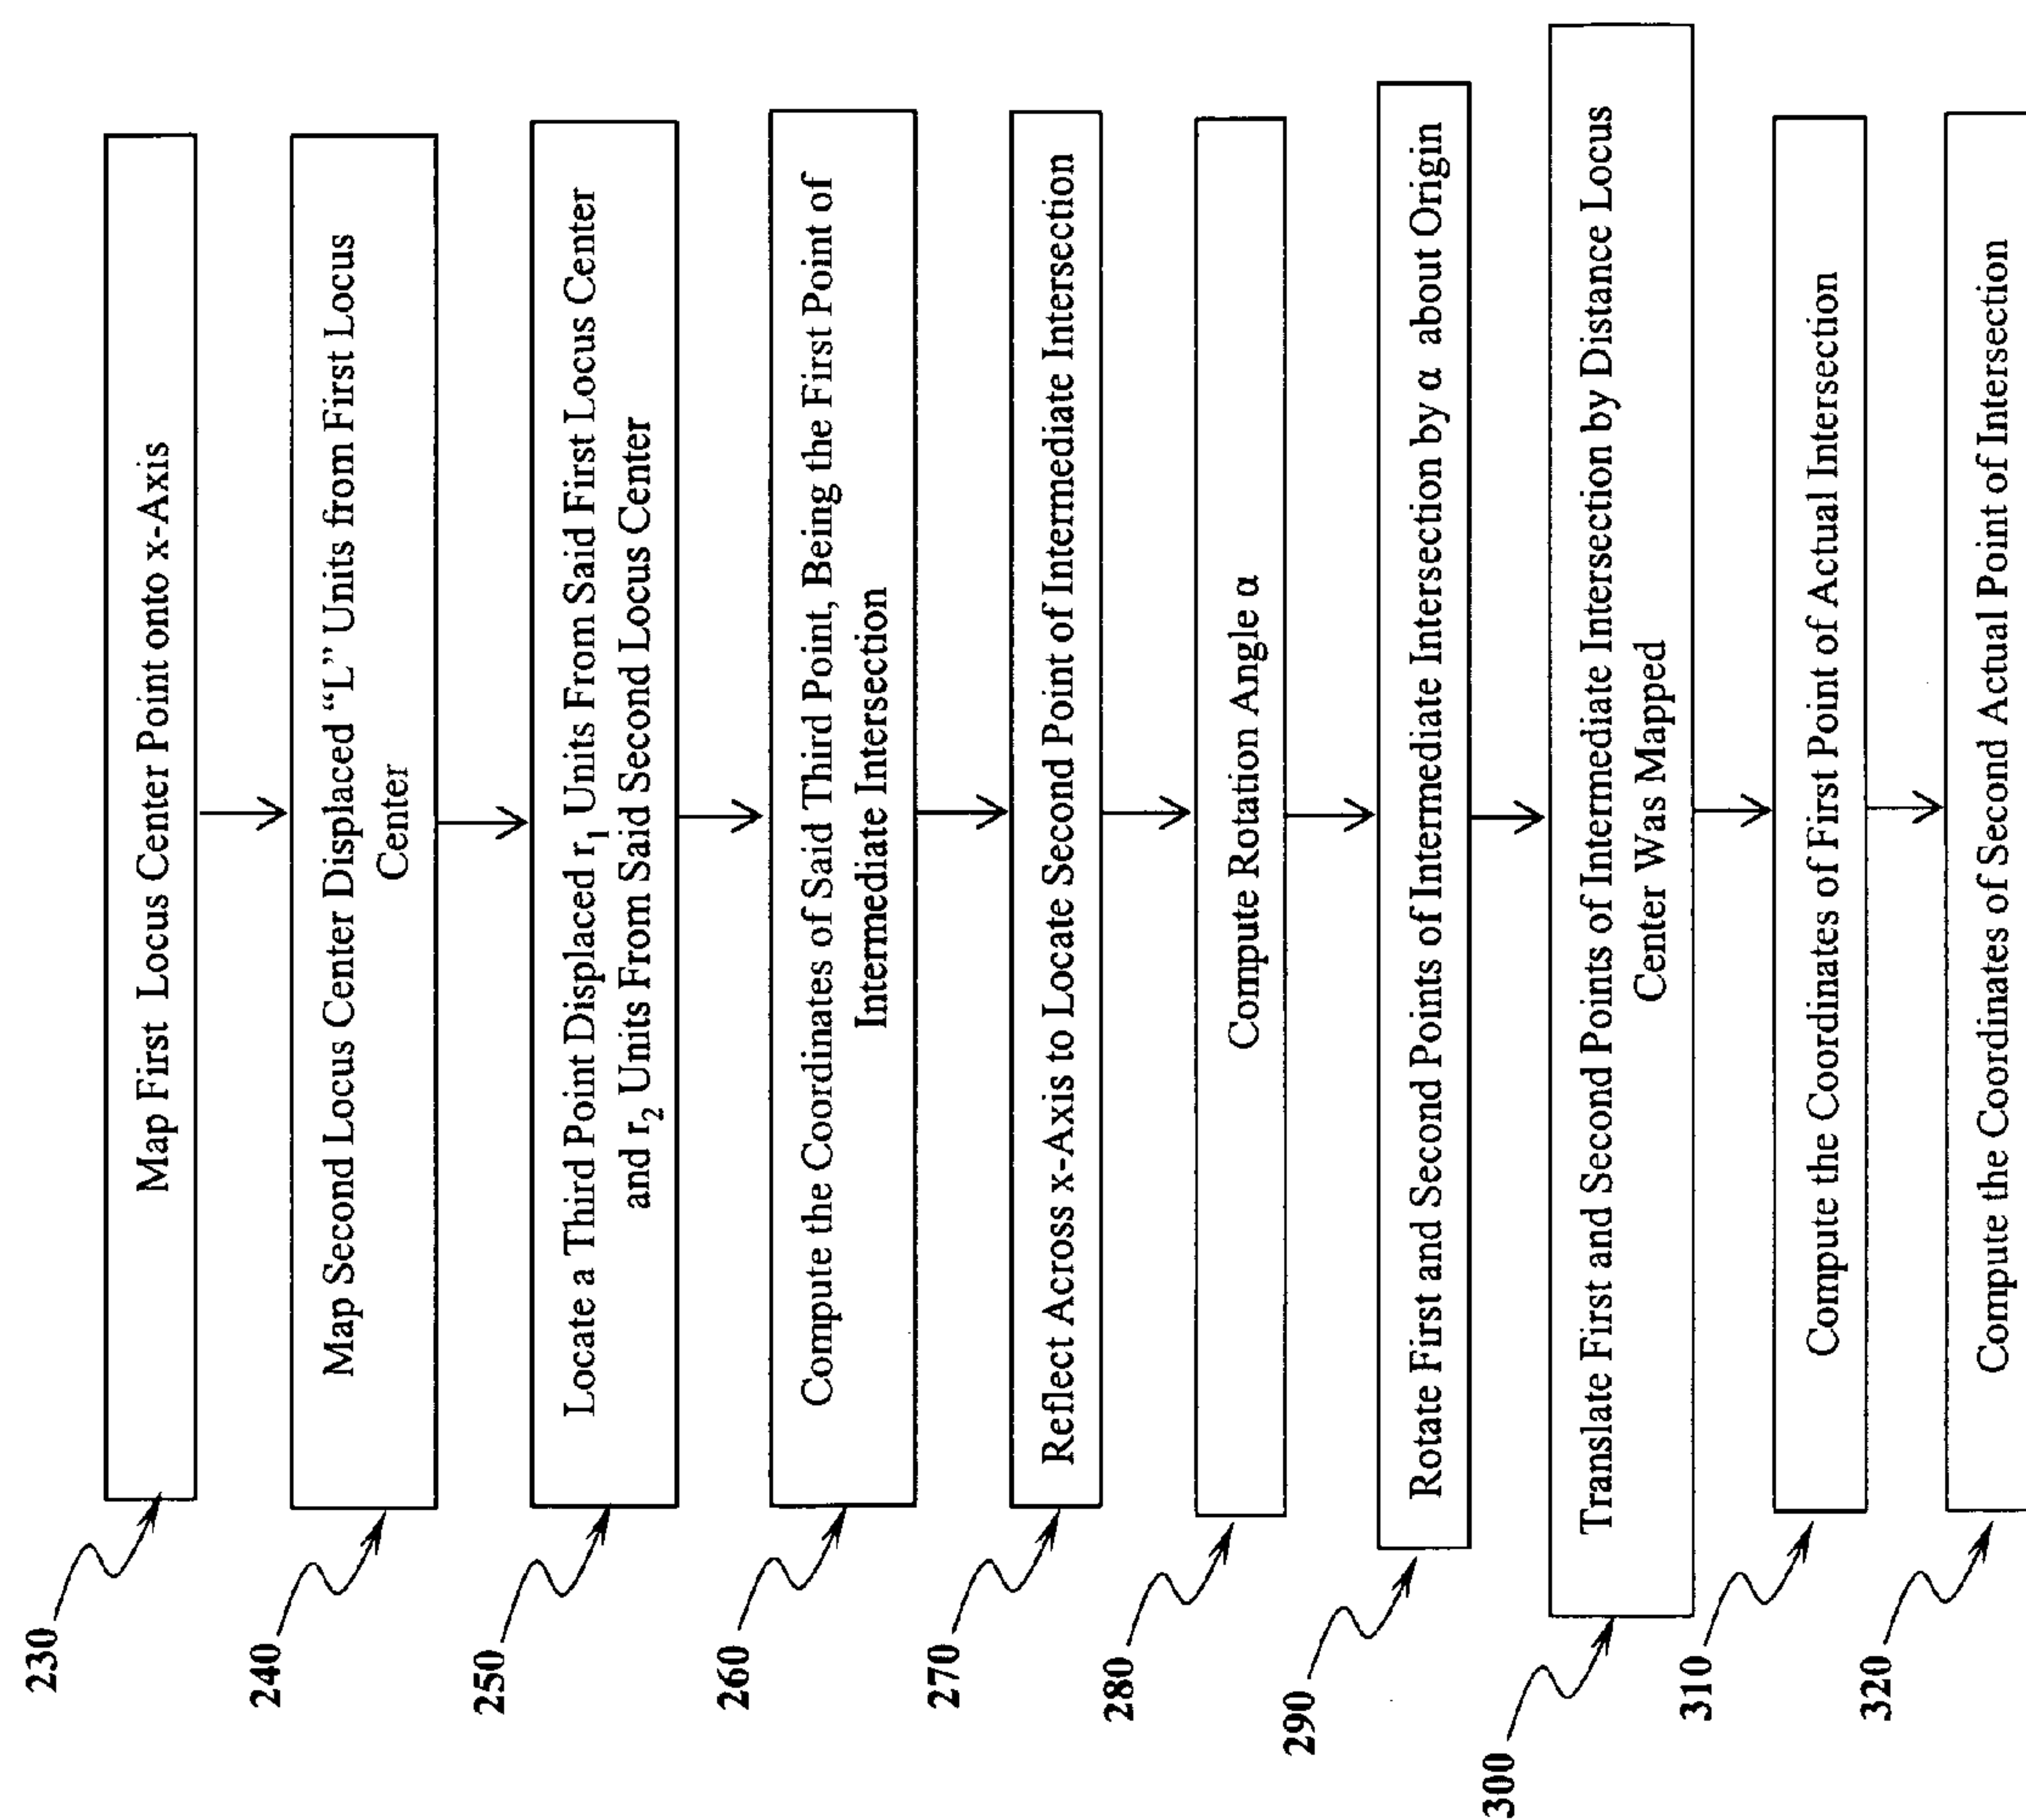 230
Map First Locus Center Point onto x-Axis
240
Map Second Locus Center Displaced “L” Units from First Locus
Center
250
Locate a Third Point Displaced r₁ Units From Said First Locus Center
and r₂ Units From Said Second Locus Center
260
Compute the Coordinates of Said Third Point, Being the First Point of
Intermediate Intersection
270
Reflect Across x-Axis to Locate Second Point of Intermediate Intersection
280
Compute Rotation Angle α
290
Rotate First and Second Points of Intermediate Intersection by α about Origin
300
Translate First and Second Points of Intermediate Intersection by Distance Locus
Center Was Mapped
310
Compute the Coordinates of First Point of Actual Intersection
320
Compute the Coordinates of Second Actual Point of Intersection